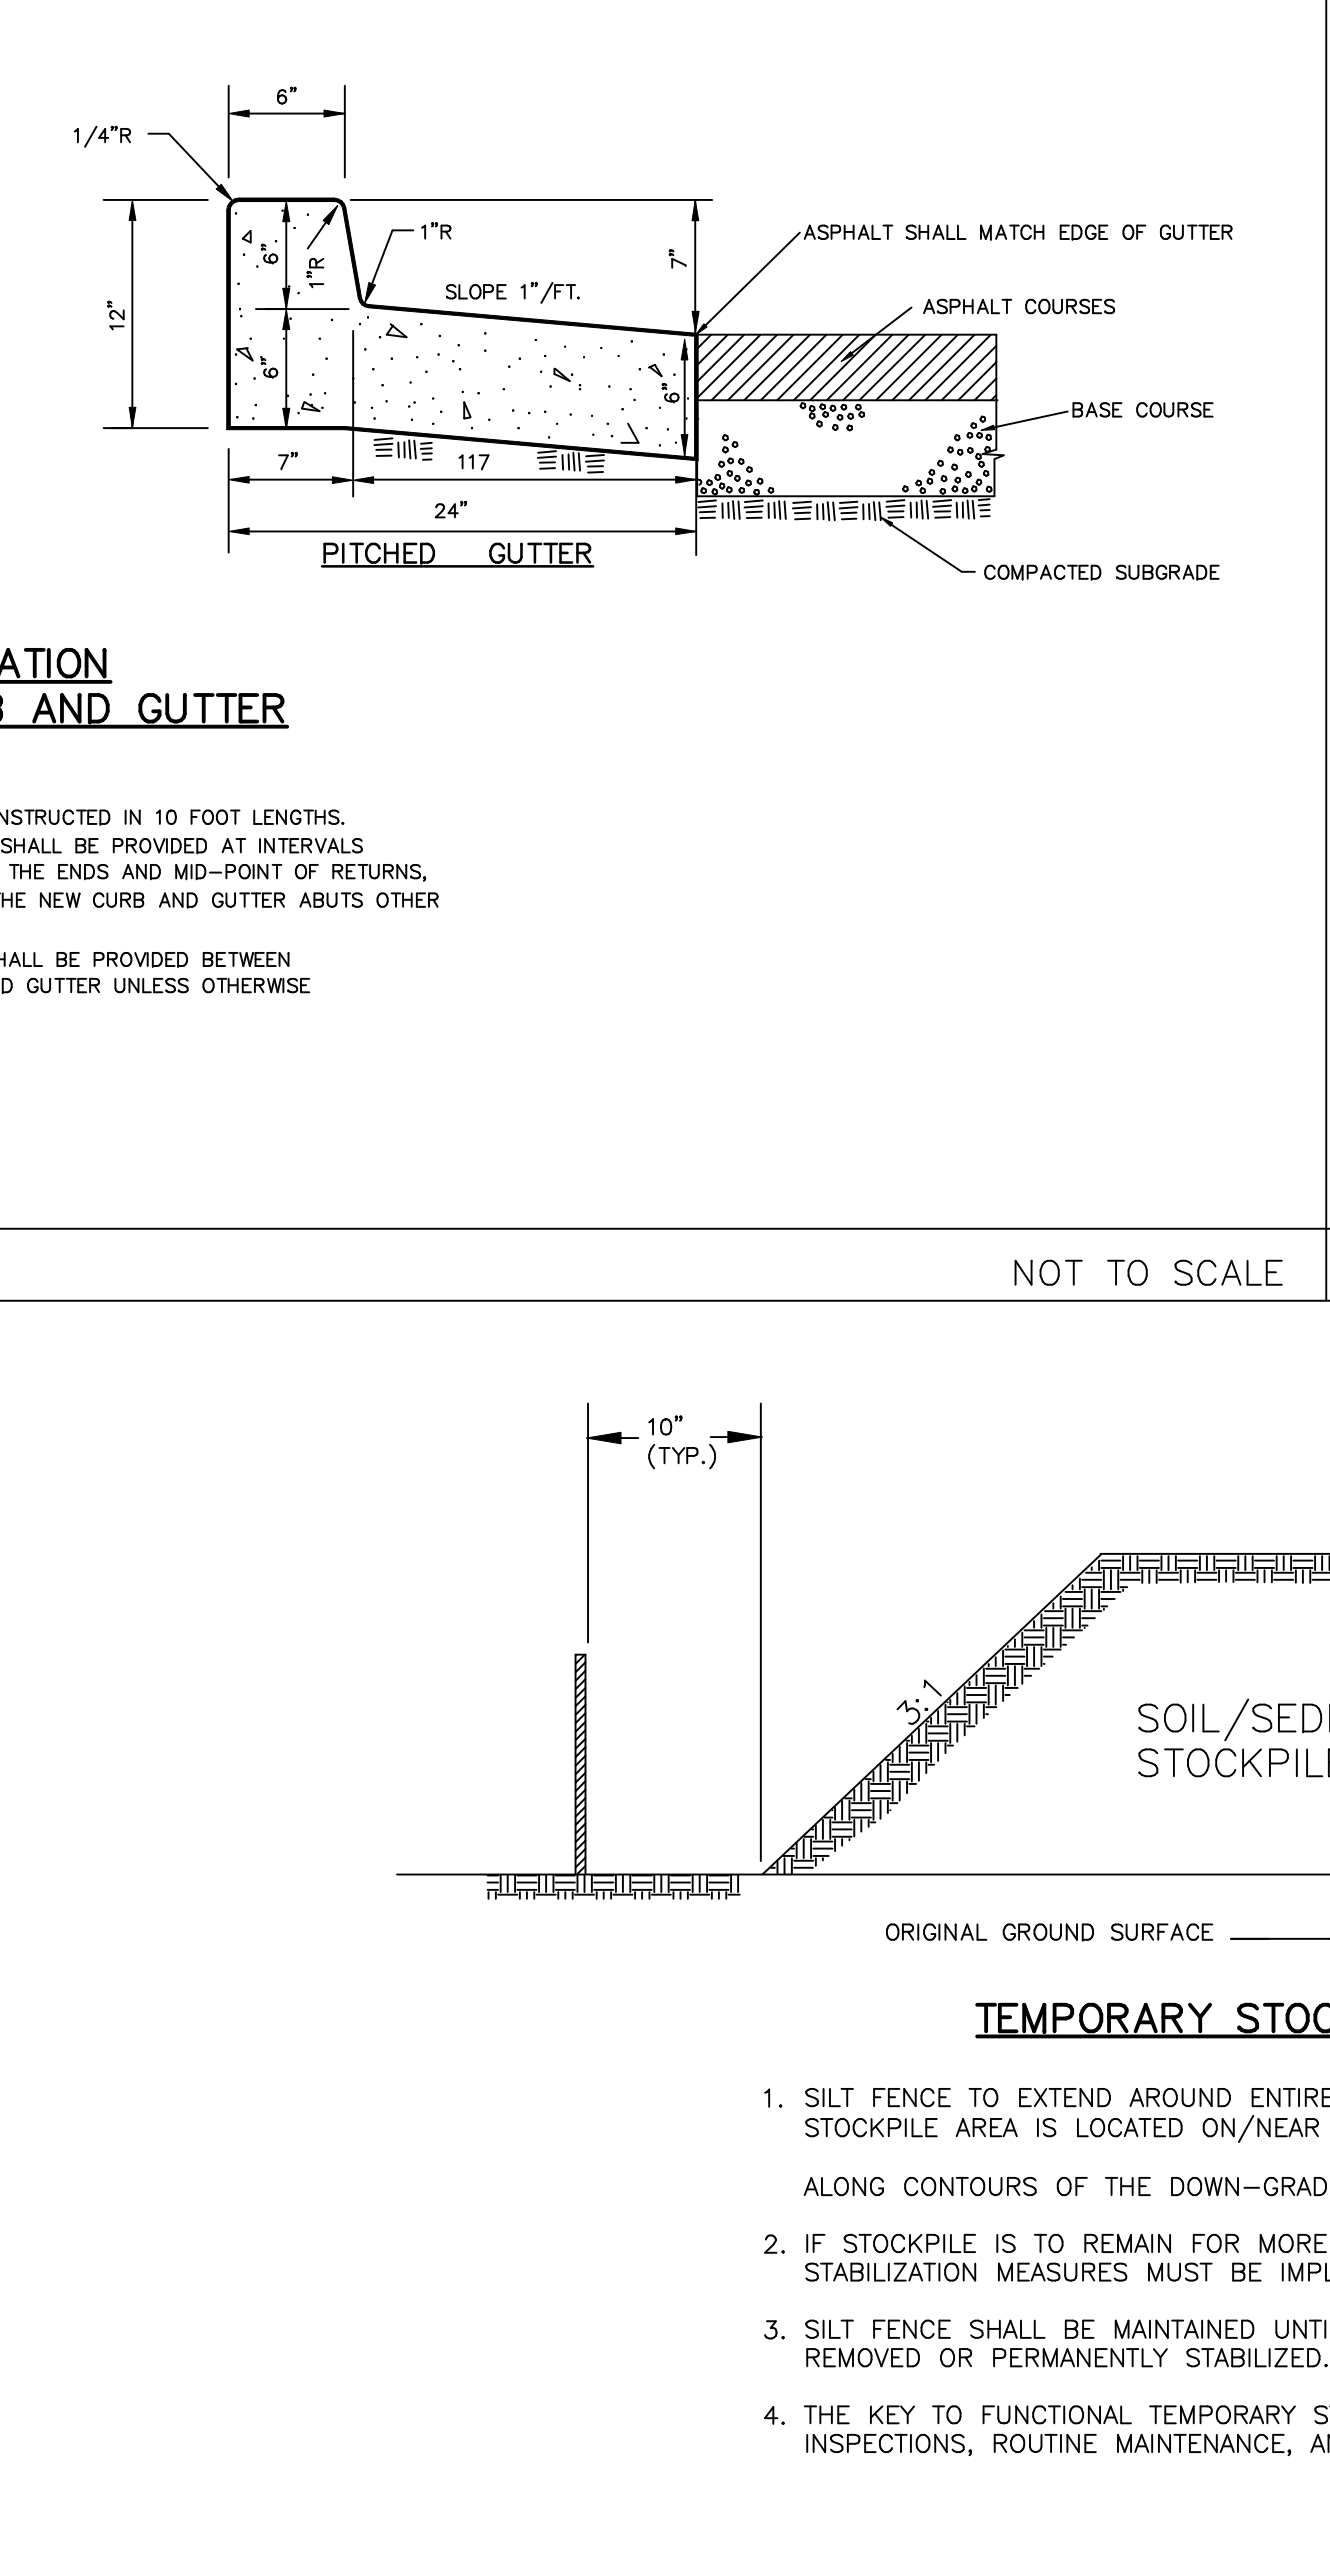 6"
1/4"R
1"R
6"
1"R
7"
ASPHALT SHALL MATCH EDGE OF GUTTER
SLOPE 1"/FT.
ASPHALT COURSES
12"
6"
6"
BASE COURSE
7"
117
24"
PITCHED GUTTER
COMPACTED SUBGRADE
ATION
AND GUTTER
NSTRUCTED IN 10 FOOT LENGTHS.
SHALL BE PROVIDED AT INTERVALS
THE ENDS AND MID-POINT OF RETURNS,
THE NEW CURB AND GUTTER ABUTS OTHER
HALL BE PROVIDED BETWEEN
D GUTTER UNLESS OTHERWISE
NOT TO SCALE
10"
(TYP.)
3:1
SOIL/SEDI
STOCKPILE
ORIGINAL GROUND SURFACE
TEMPORARY STOC
1. SILT FENCE TO EXTEND AROUND ENTIRE
STOCKPILE AREA IS LOCATED ON/NEAR
ALONG CONTOURS OF THE DOWN-GRAD
2. IF STOCKPILE IS TO REMAIN FOR MORE
STABILIZATION MEASURES MUST BE IMPL
3. SILT FENCE SHALL BE MAINTAINED UNTI
REMOVED OR PERMANENTLY STABILIZED.
4. THE KEY TO FUNCTIONAL TEMPORARY ST
INSPECTIONS, ROUTINE MAINTENANCE, AN